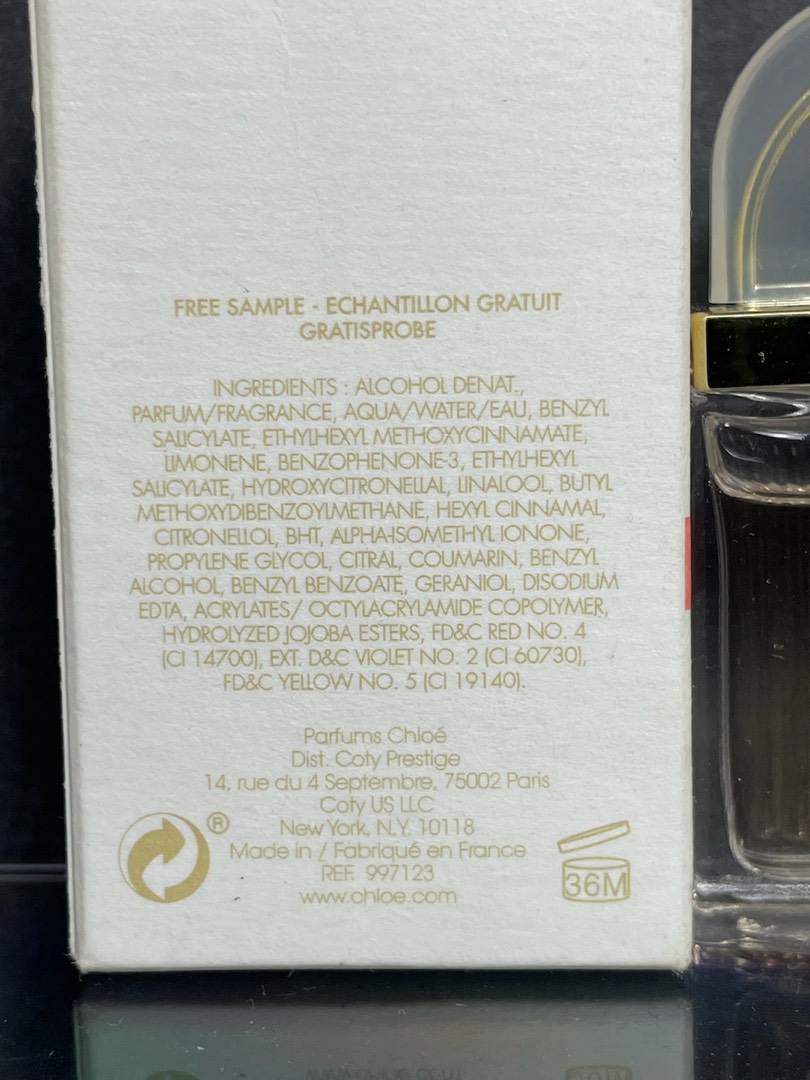 FREE SAMPLE - ECHANTILLON GRATUIT
GRATISPROBE
INGREDIENTS : ALCOHOL DENAT.,
PARFUM/FRAGRANCE, AQUA/WATER/EAU, BENZYL
SALICYLATE, ETHYLHEXYL METHOXYCINNAMATE,
LIMONENE, BENZOPHENONE-3, ETHYLHEXYL
SALICYLATE, HYDROXYCITRONELLAL, LINALOOL, BUTYL
METHOXYDIBENZOYLMETHANE, HEXYL CINNAMAL,
CITRONELLOL, BHT, ALPHA-ISOMETHYL IONONE,
PROPYLENE GLYCOL, CITRAL, COUMARIN, BENZYL
ALCOHOL, BENZYL BENZOATE, GERANIOL, DISODIUM
EDTA, ACRYLATES/ OCTYLACRYLAMIDE COPOLYMER,
HYDROLYZED JOJOBA ESTERS, FD&C RED NO. 4
(CI 14700), EXT. D&C VIOLET NO. 2 (CI 60730),
FD&C YELLOW NO. 5 (CI 19140).
Parfums Chloé
Dist. Coty Prestige
14, rue du 4 Septembre, 75002 Paris
Coty US LLC
New York, N.Y. 10118
Made in / Fabriqué en France
REF. 997123
www.chloe.com
®
36M